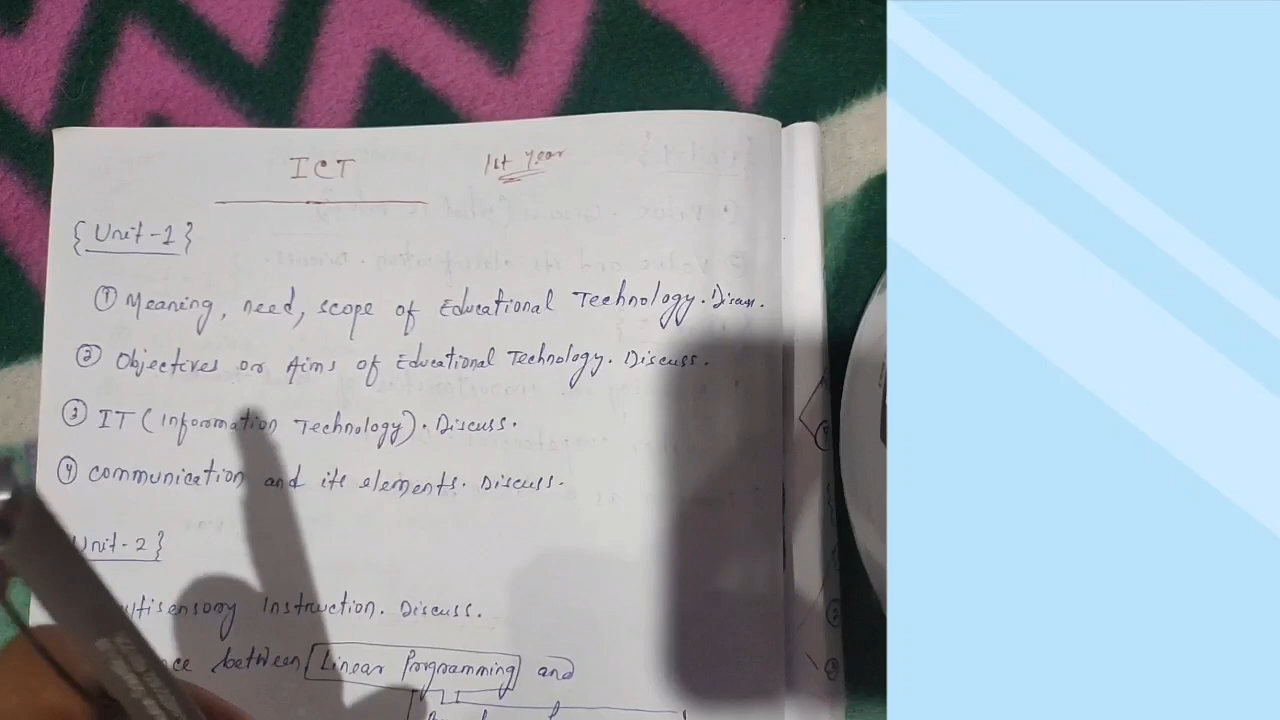 ICT 1st Year
{Unit-1}
① Meaning, need, scope of Educational Technology. Discuss.
② Objectives or Aims of Educational Technology. Discuss.
③ IT (Information Technology). Discuss.
④ communication and its elements. Discuss.
Unit-2}
Instruction. Discuss.
between Linear Programming and